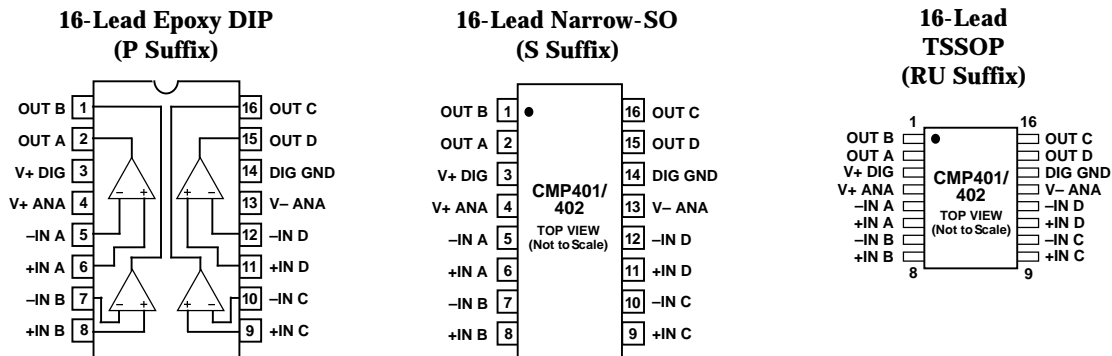 16-Lead Epoxy DIP
(P Suffix)
OUT B 1
16 OUT C
OUT A 2
15 OUT D
V+ DIG 3
14 DIG GND
V+ ANA 4
13 V– ANA
–IN A 5
12 –IN D
+IN A 6
11 +IN D
–IN B 7
10 –IN C
+IN B 8
9 +IN C
– +
+ –
– +
+ –
16-Lead Narrow-SO
(S Suffix)
OUT B 1
16 OUT C
OUT A 2
15 OUT D
V+ DIG 3
14 DIG GND
V+ ANA 4
13 V– ANA
–IN A 5
12 –IN D
+IN A 6
11 +IN D
–IN B 7
10 –IN C
+IN B 8
9 +IN C
CMP401/
402
TOP VIEW
(Not to Scale)
16-Lead
TSSOP
(RU Suffix)
1
16
OUT B
OUT C
OUT A
OUT D
V+ DIG
DIG GND
V+ ANA
V– ANA
–IN A
–IN D
+IN A
+IN D
–IN B
–IN C
+IN B
+IN C
8
9
CMP401/
402
TOP VIEW
(Not to Scale)